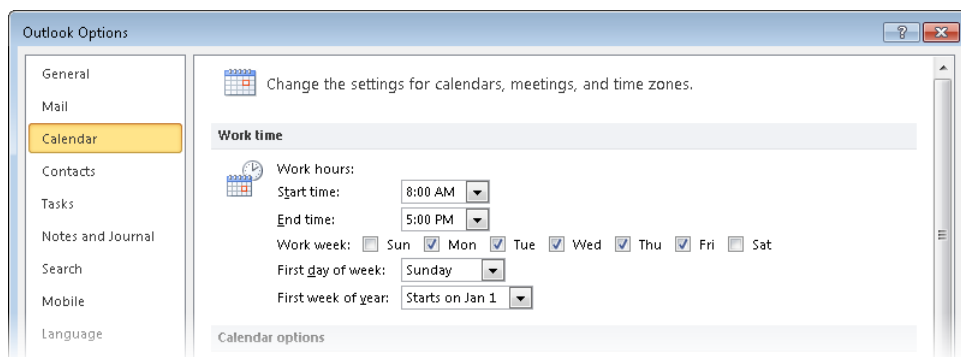 Outlook Options
General
Mail
Calendar
Contacts
Tasks
Notes and Journal
Search
Mobile
Language
Change the settings for calendars, meetings, and time zones.
Work time
Work hours:
Start time: 8:00 AM
End time: 5:00 PM
Work week: Sun Mon Tue Wed Thu Fri Sat
First day of week: Sunday
First week of year: Starts on Jan 1
Calendar options